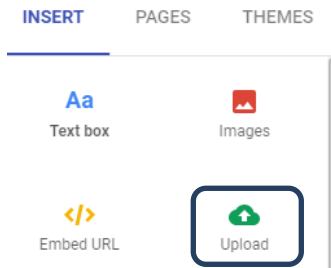 INSERT PAGES THEMES
Aa
Text box Images
</>
Embed URL Upload